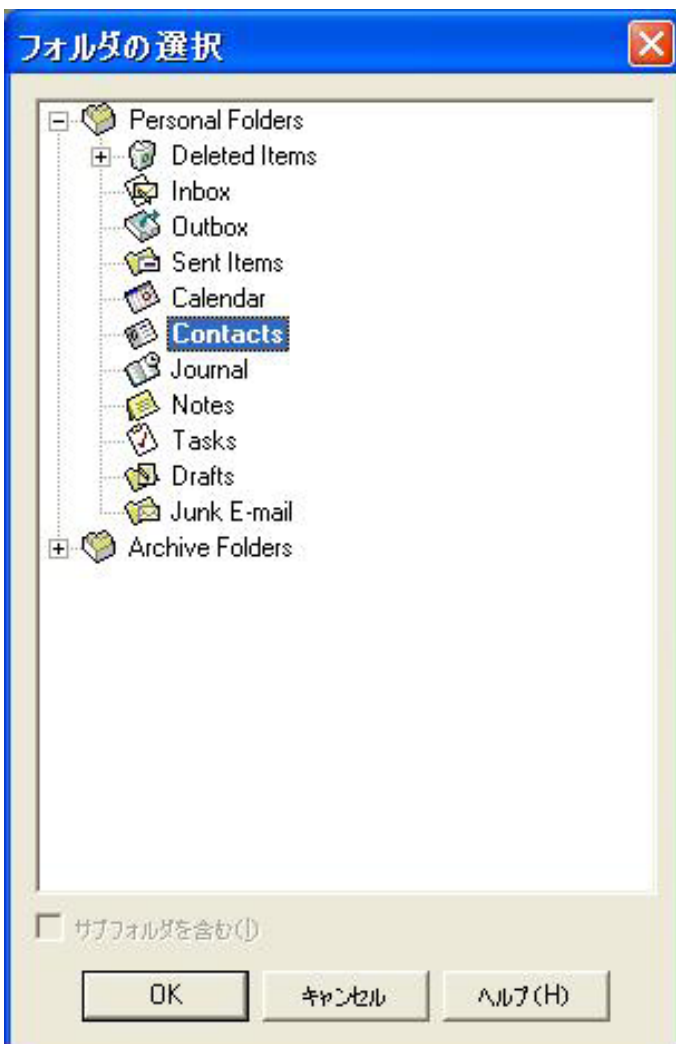 フォルダの選択
Personal Folders
Deleted Items
Inbox
Outbox
Sent Items
Calendar
Contacts
Journal
Notes
Tasks
Drafts
Junk E-mail
Archive Folders
サブフォルダを含む(I)
OK キャンセル ヘルプ(H)